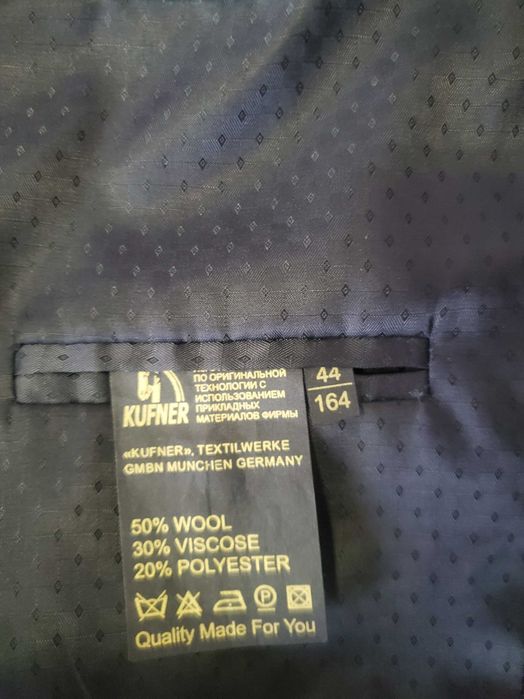 ПО ОРИГИНАЛЬНОЙ
ТЕХНОЛОГИИ С
ИСПОЛЬЗОВАНИЕМ
ПРИКЛАДНЫХ
МАТЕРИАЛОВ ФИРМЫ
KUFNER
44
164
«KUFNER», TEXTILWERKE
GMBN MUNCHEN GERMANY
50% WOOL
30% VISCOSE
20% POLYESTER
P
Quality Made For You